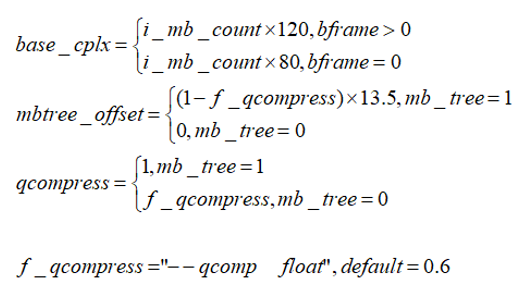 base_cplx = {i_mb_count×120, bframe > 0
i_mb_count×80, bframe = 0
mbtree_offset = {(1−f_qcompress)×13.5, mb_tree = 1
0, mb_tree = 0
qcompress = {1, mb_tree = 1
f_qcompress, mb_tree = 0
f_qcompress ="−−qcomp float", default = 0.6